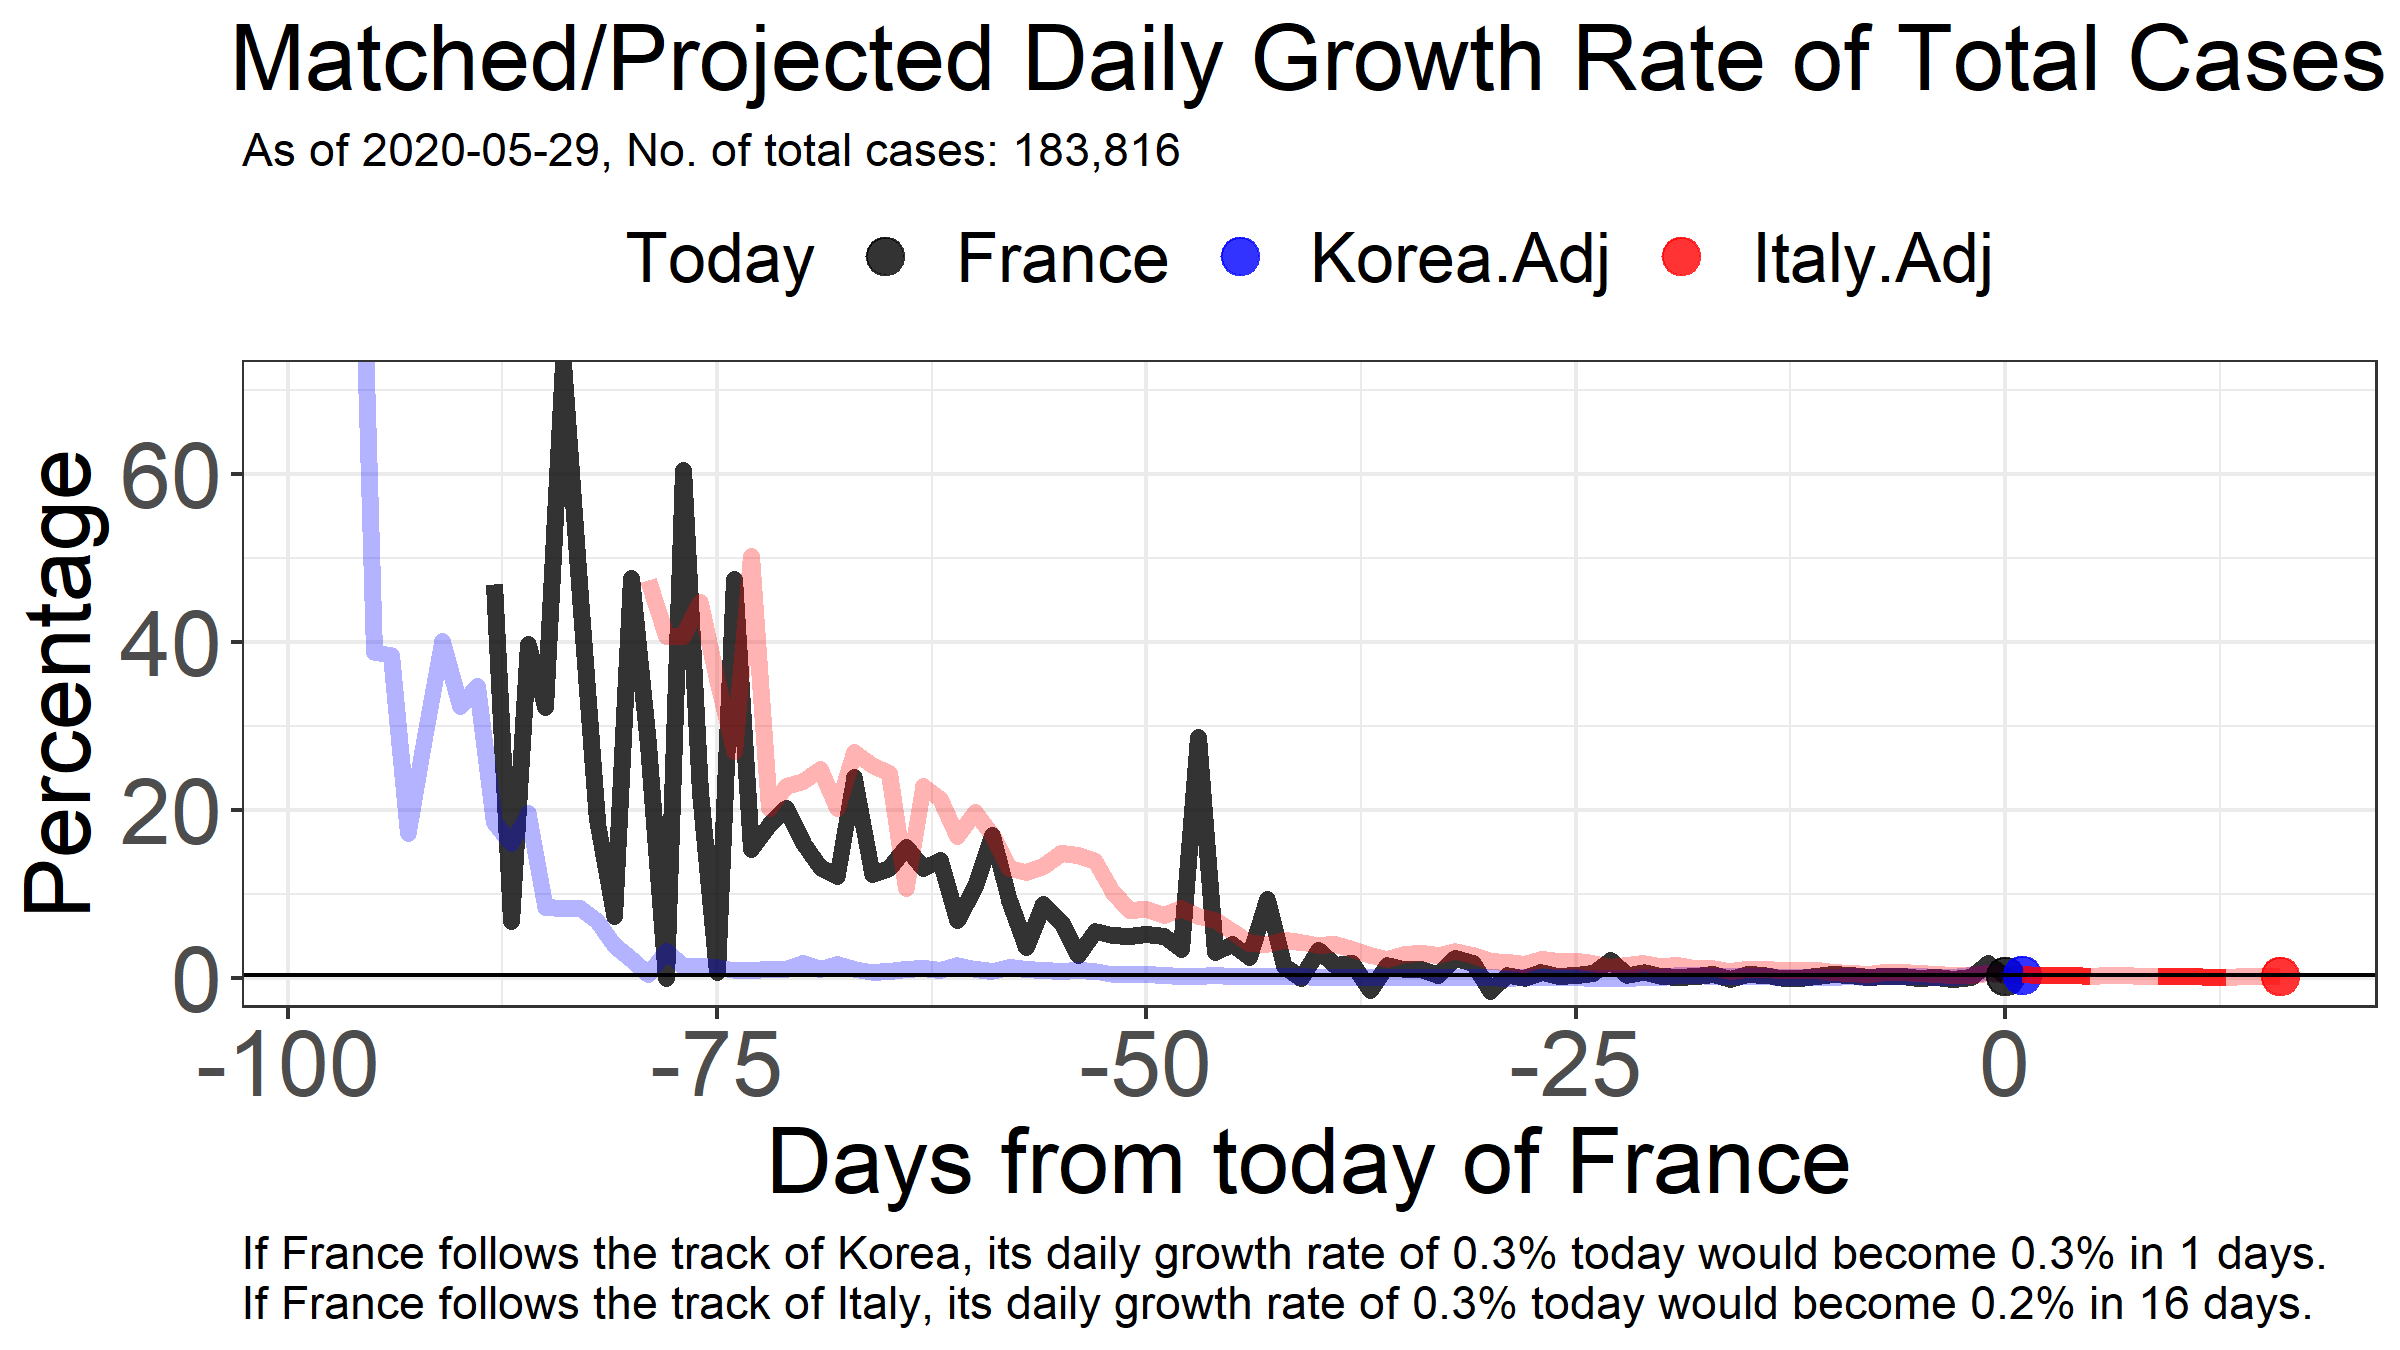 Matched/Projected Daily Growth Rate of Total Cases
As of 2020-05-29, No. of total cases: 183,816
Today France Korea.Adj Italy.Adj
Percentage
60
40
20
0
-100 -75 -50 -25 0
Days from today of France
If France follows the track of Korea, its daily growth rate of 0.3% today would become 0.3% in 1 days.
If France follows the track of Italy, its daily growth rate of 0.3% today would become 0.2% in 16 days.